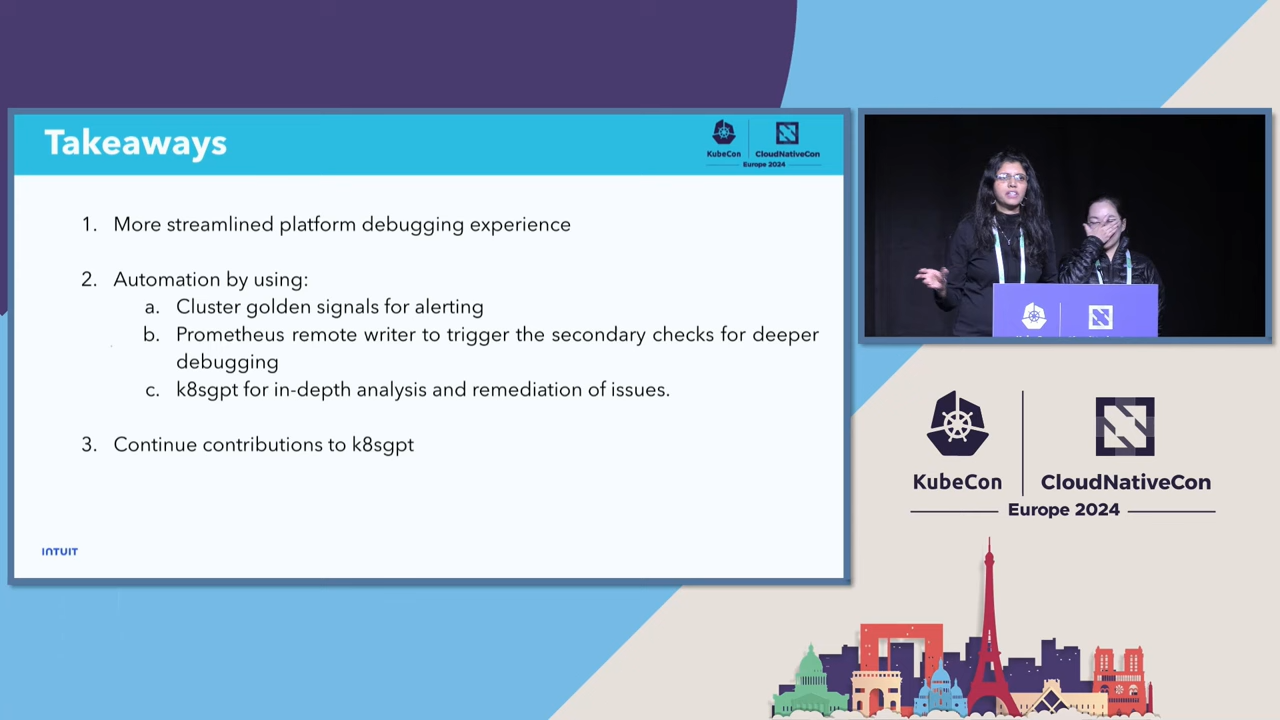 Takeaways
KubeCon
CloudNativeCon
Europe 2024
1. More streamlined platform debugging experience
2. Automation by using:
a. Cluster golden signals for alerting
b. Prometheus remote writer to trigger the secondary checks for deeper
debugging
c. k8sgpt for in-depth analysis and remediation of issues.
3. Continue contributions to k8sgpt
INTUIT
KubeCon
CloudNativeCon
Europe 2024